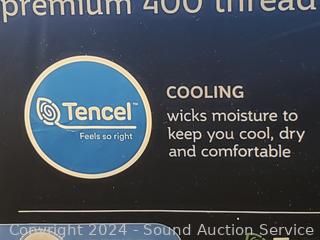 premium 400 thread
Tencel™
Feels so right
COOLING
wicks moisture to
keep you cool, dry
and comfortable
Copyright 2024 - Sound Auction Service